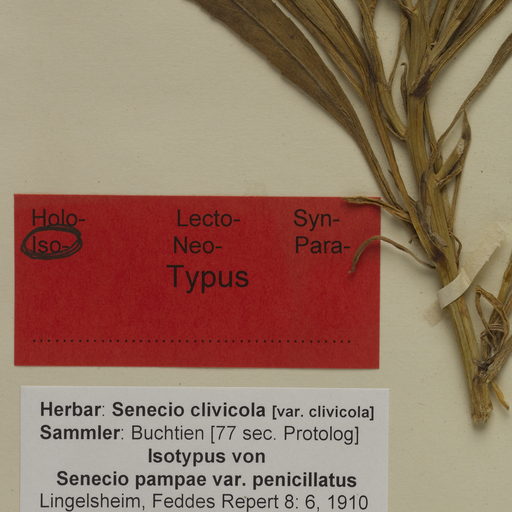 Holo- Lecto- Syn-
Iso- Neo- Para-
Typus
Herbar: Senecio clivicola [var. clivicola]
Sammler: Buchtien [77 sec. Protolog]
Isotypus von
Senecio pampae var. penicillatus
Lingelsheim, Feddes Repert 8: 6, 1910